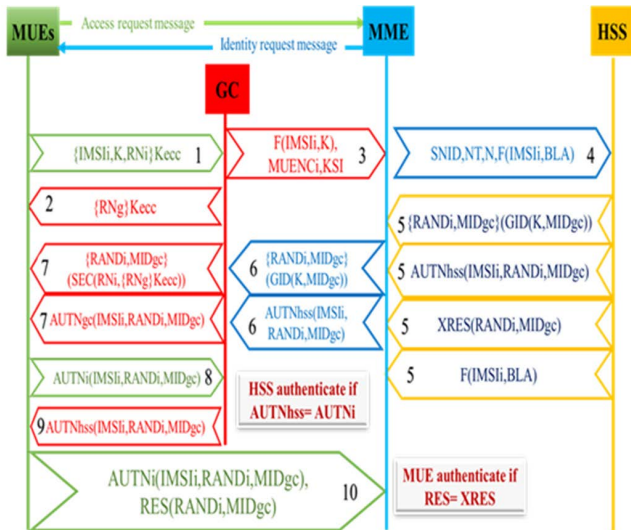 MUEs
Access request message
Identity request message
MME
HSS
GC
{IMSIi,K,RNi}Kecc 1
F(IMSIi,K),
MUENCi,KSI
3
SNID,NT,N,F(IMSIi,BLA) 4
2 {RNg}Kecc
5 {RANDi,MIDgc}(GID(K,MIDgc))
7 {RANDi,MIDgc}
(SEC(RNi,{RNg}Kecc))
6 {RANDi,MIDgc}
(GID(K,MIDgc))
5 AUTNhss(IMSIi,RANDi,MIDgc)
7 AUTNgc(IMSIi,RANDi,MIDgc)
6 AUTNhss(IMSIi,
RANDi,MIDgc)
5 XRES(RANDi,MIDgc)
AUTNi(IMSIi,RANDi,MIDgc) 8
5 F(IMSIi,BLA)
HSS authenticate if
AUTNhss= AUTNi
9 AUTNhss(IMSIi,RANDi,MIDgc)
AUTNi(IMSIi,RANDi,MIDgc),
RES(RANDi,MIDgc)
10
MUE authenticate if
RES= XRES